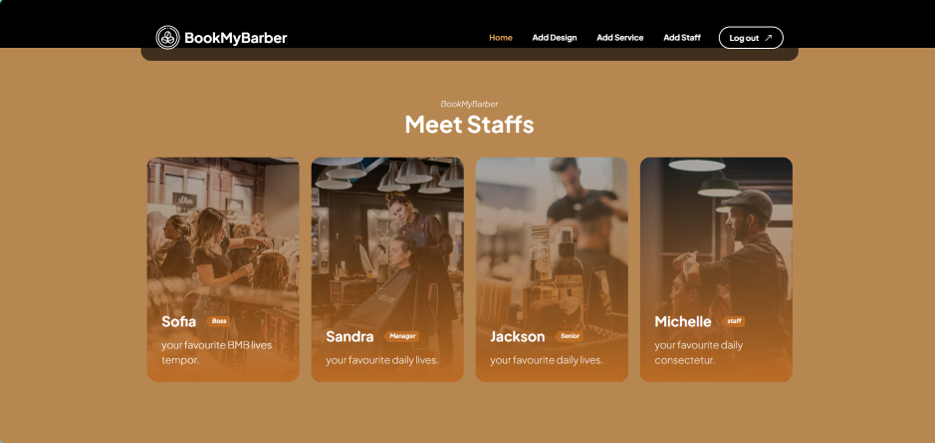 BookMyBarber
Home Add Design Add Service Add Staff Log out
BookMyBarber
Meet Staffs
Sofia Boss
your favourite BMB lives
tempor.
Sandra Manager
your favourite daily lives.
Jackson Senior
your favourite daily lives.
Michelle staff
your favourite daily
consectetur.